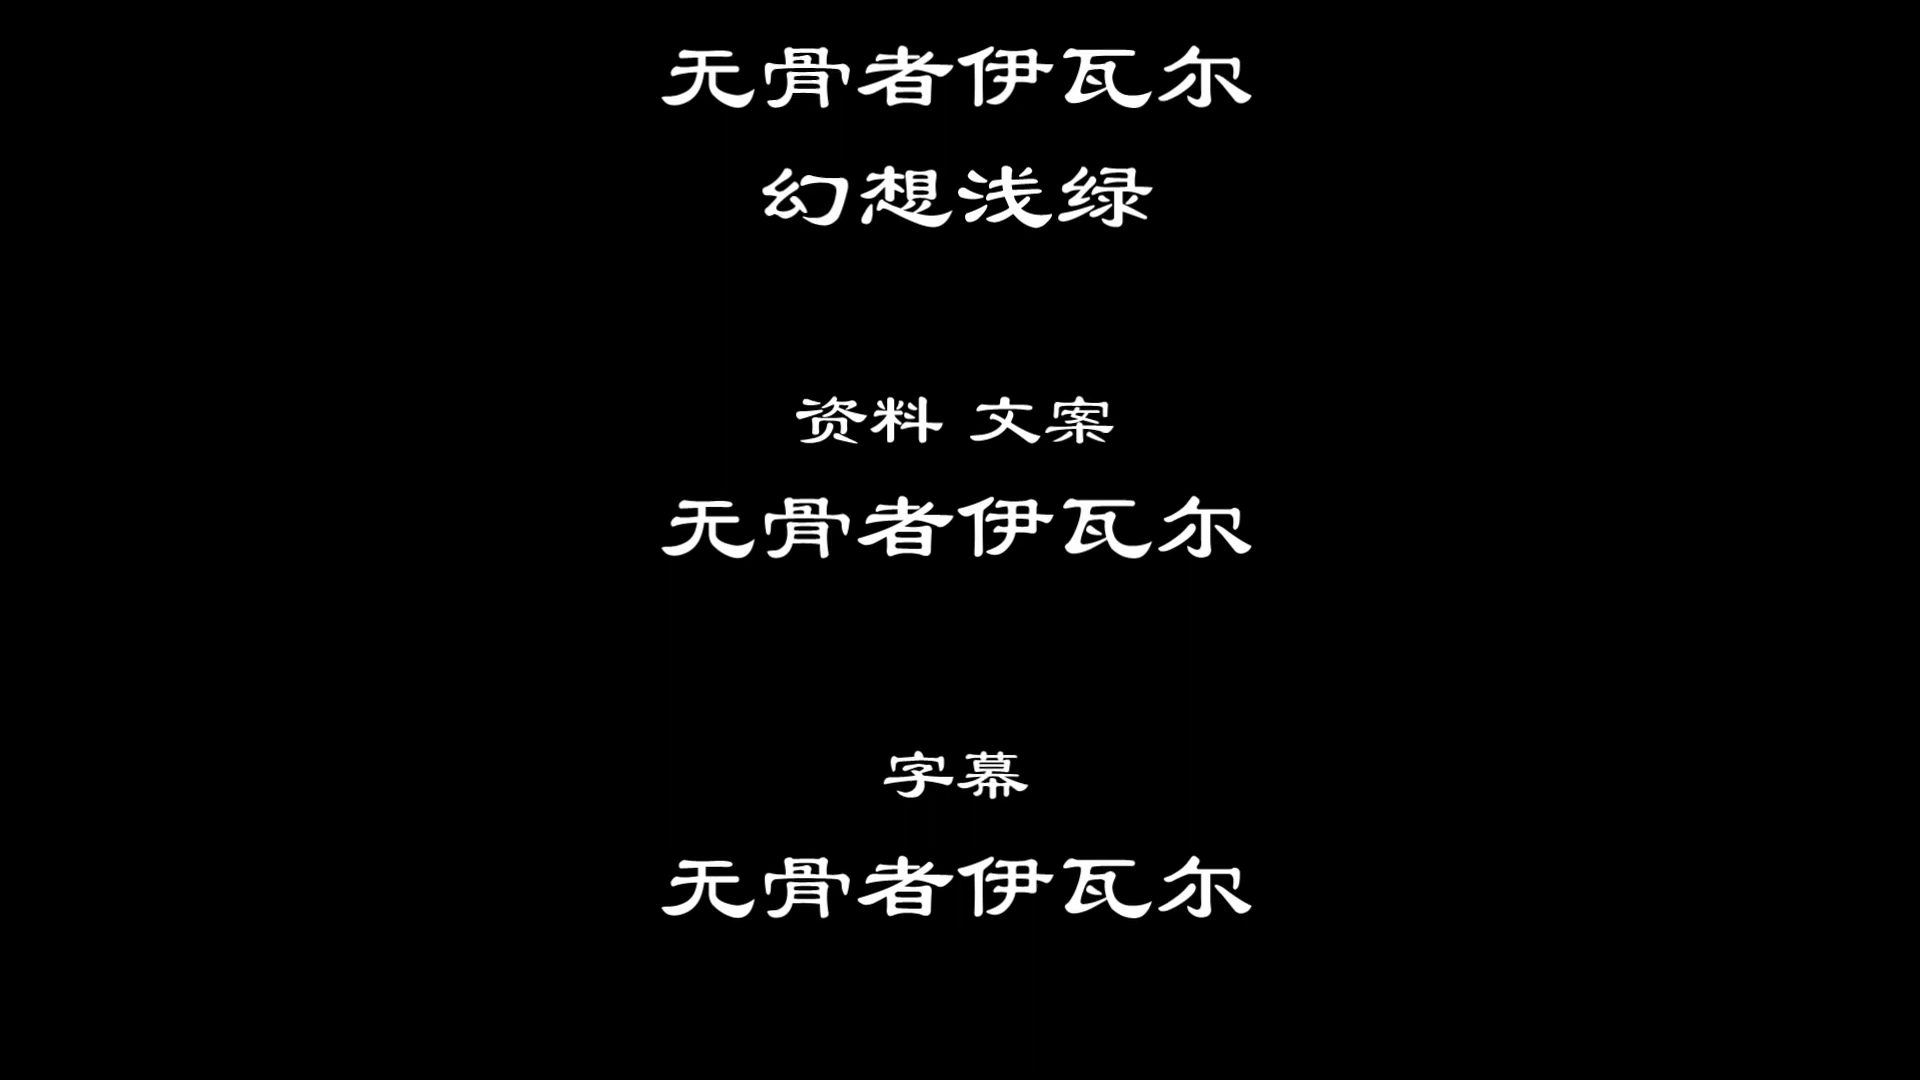 无骨者伊瓦尔
幻想浅绿
资料 文案
无骨者伊瓦尔
字幕
无骨者伊瓦尔